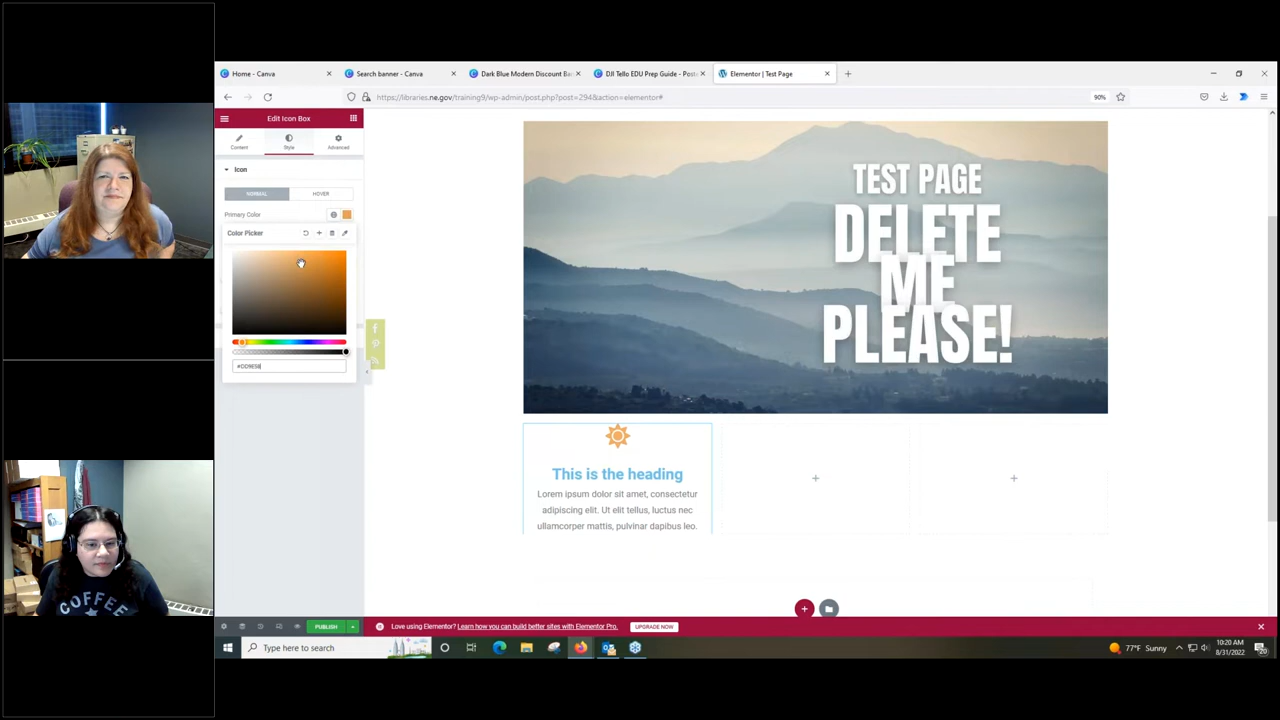 Home - Canva
Search banner - Canva
Dark Blue Modern Discount Ba
DJI Tello EDU Prep Guide - Post
Elementor | Test Page
https://libraries.ne.gov/training9/wp-admin/post.php?post=294&action=elementor#
90%
Edit Icon Box
Content
Style
Advanced
Icon
NORMAL
HOVER
Primary Color
Color Picker
TEST PAGE
DELETE
ME
PLEASE!
This is the heading
Lorem ipsum dolor sit amet, consectetur
adipiscing elit. Ut elit tellus, luctus nec
ullamcorper mattis, pulvinar dapibus leo.
PUBLISH
Love using Elementor? Learn how you can build better sites with Elementor Pro.
UPGRADE NOW
Type here to search
77°F Sunny
10:20 AM
8/31/2022
COFFEE